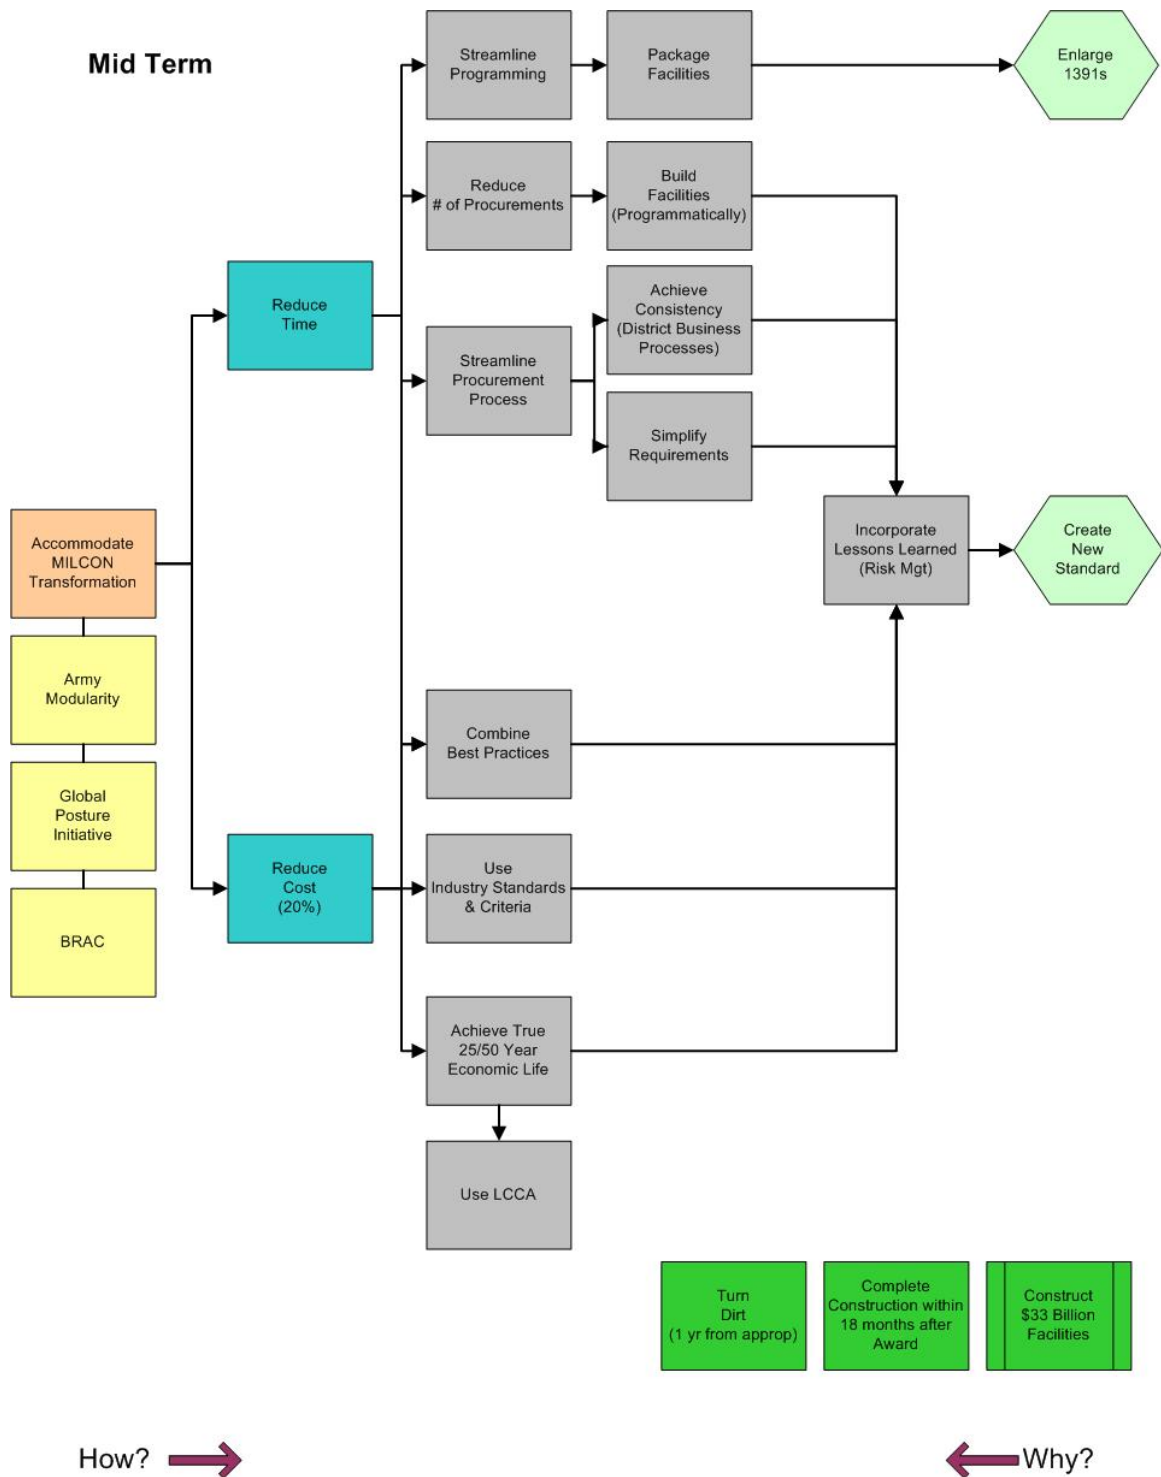 Mid Term
Streamline
Programming
Package
Facilities
Enlarge
1391s
Reduce
# of Procurements
Build
Facilities
(Programmatically)
Reduce
Time
Achieve
Consistency
(District Business
Processes)
Streamline
Procurement
Process
Simplify
Requirements
Accommodate
MILCON
Transformation
Incorporate
Lessons Learned
(Risk Mgt)
Create
New
Standard
Army
Modularity
Combine
Best Practices
Global
Posture
Initiative
Reduce
Cost
(20%)
Use
Industry Standards
& Criteria
BRAC
Achieve True
25/50 Year
Economic Life
Use LCCA
Turn
Dirt
(1 yr from approp)
Complete
Construction within
18 months after
Award
Construct
$33 Billion
Facilities
How?
Why?